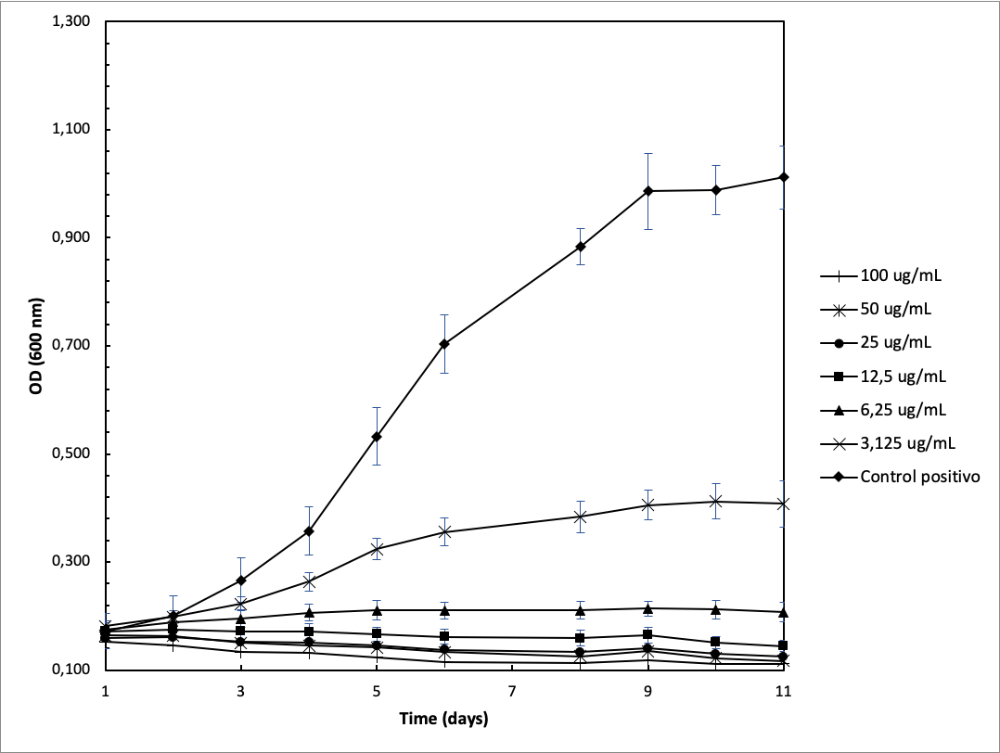 1,300
1,100
0,900
0,700
0,500
0,300
0,100
OD (600 nm)
1 3 5 7 9 11
Time (days)
100 ug/mL
50 ug/mL
25 ug/mL
12,5 ug/mL
6,25 ug/mL
3,125 ug/mL
Control positivo